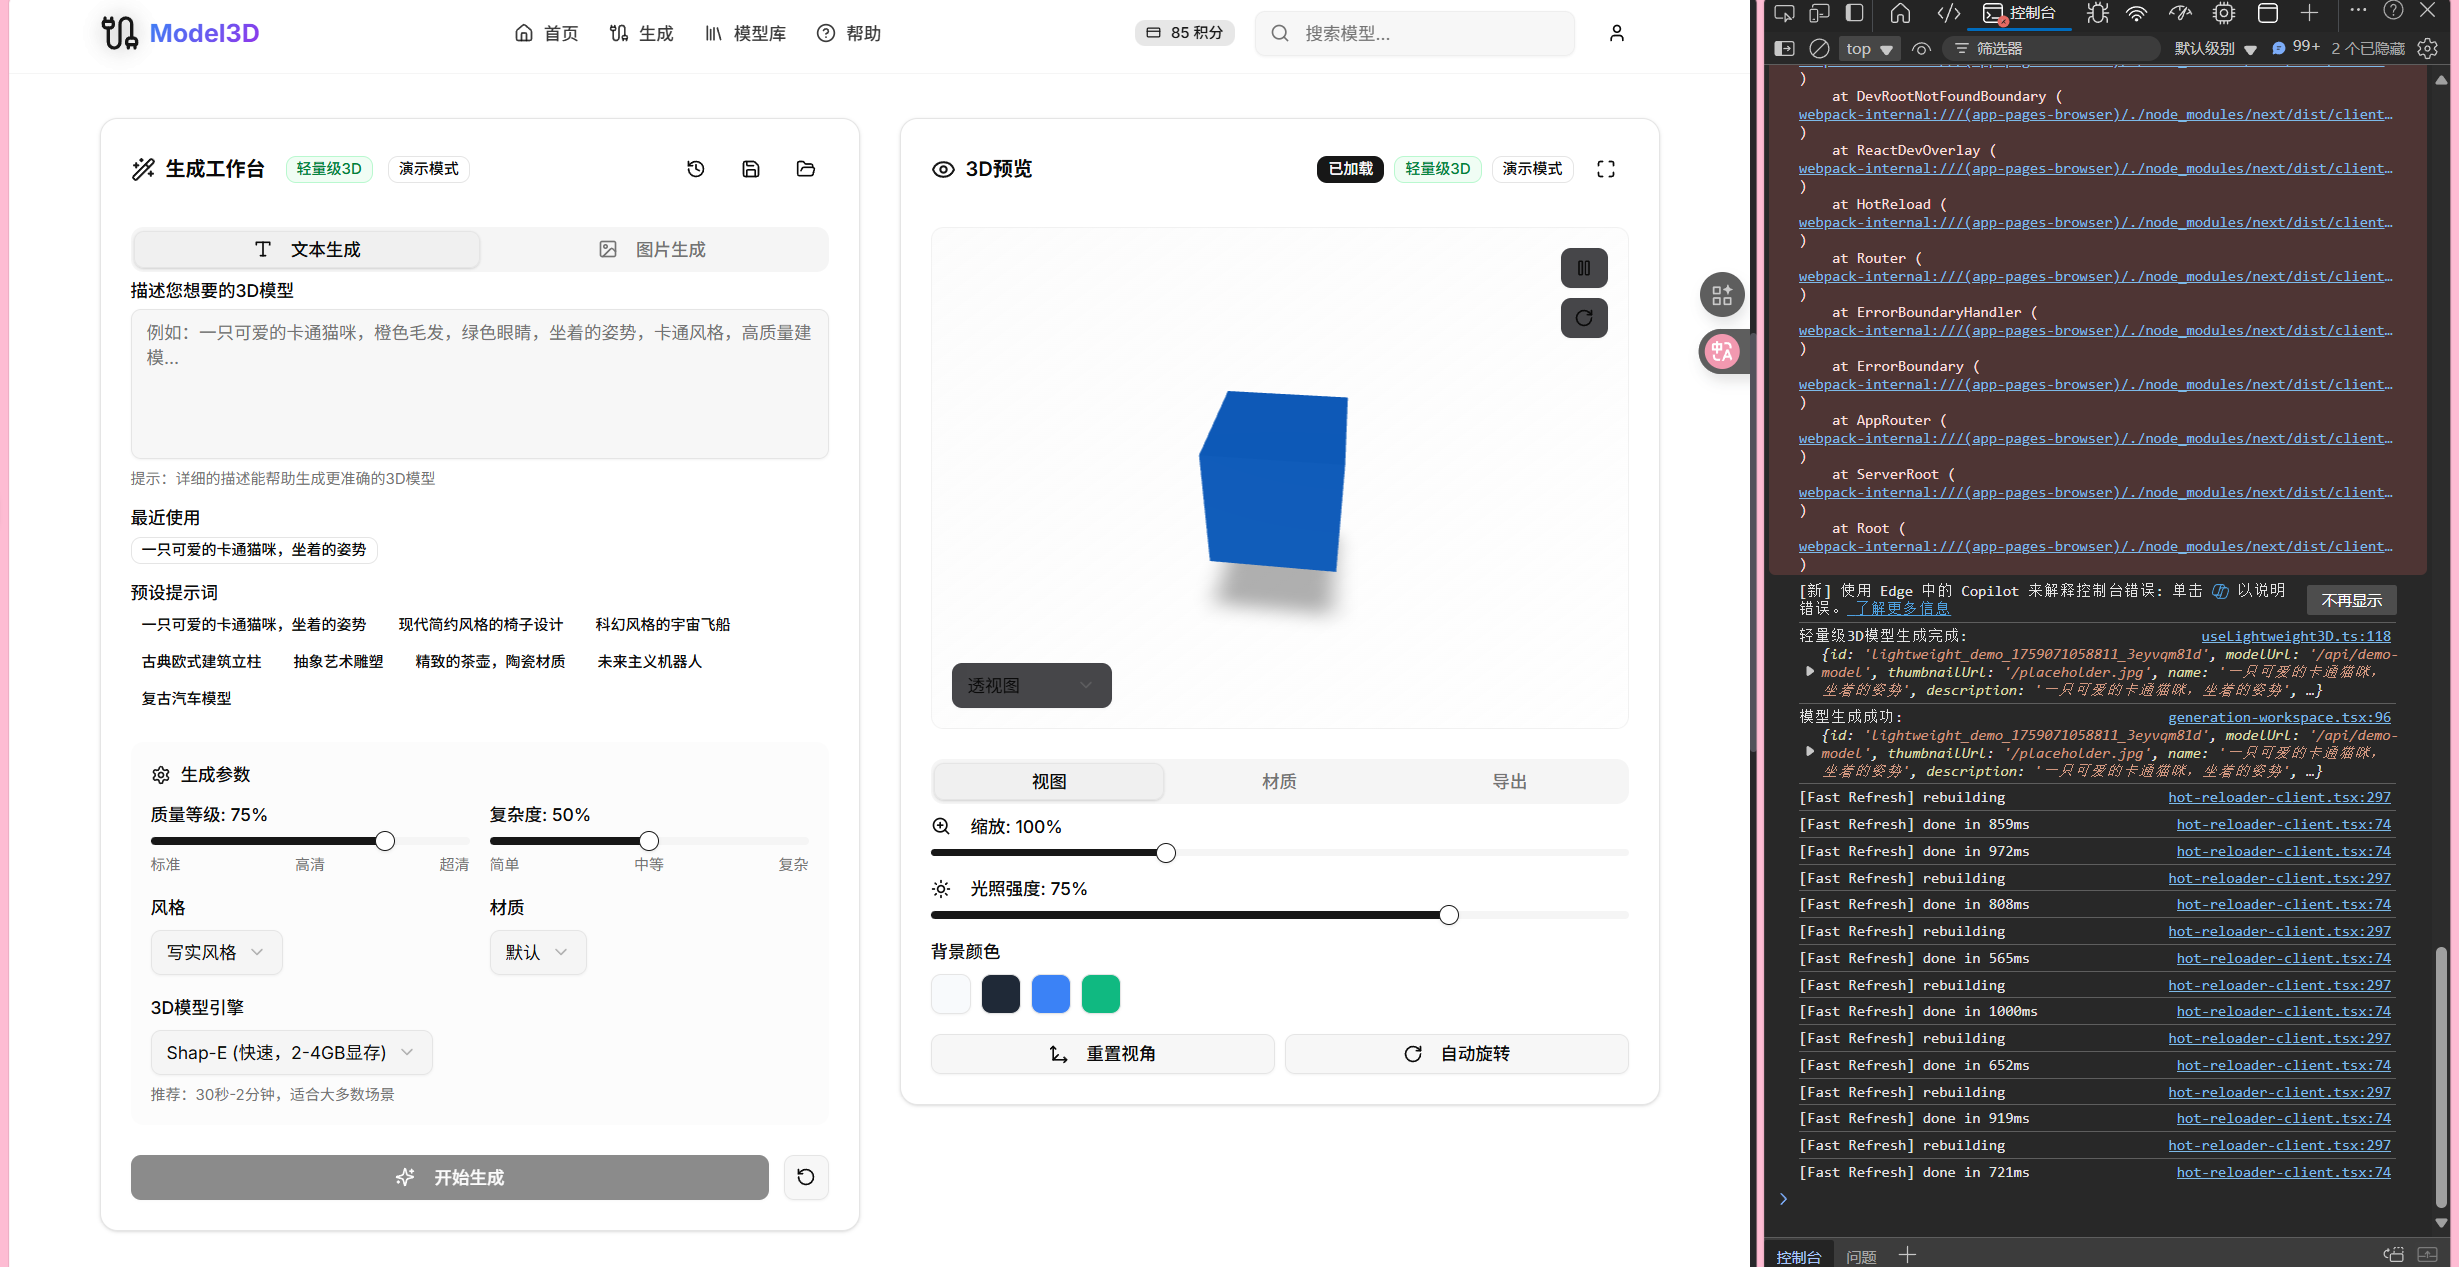 Model3D
首页
生成
模型库
帮助
85 积分
搜索模型...
生成工作台
轻量级3D
演示模式
文本生成
图片生成
描述您想要的3D模型
例如：一只可爱的卡通猫咪，橙色毛发，绿色眼睛，坐着的姿势，卡通风格，高质量建
模...
提示：详细的描述能帮助生成更准确的3D模型
最近使用
一只可爱的卡通猫咪，坐着的姿势
预设提示词
一只可爱的卡通猫咪，坐着的姿势
现代简约风格的椅子设计
科幻风格的宇宙飞船
古典欧式建筑立柱
抽象艺术雕塑
精致的茶壶，陶瓷材质
未来主义机器人
复古汽车模型
生成参数
质量等级: 75%
标准
高清
超清
复杂度: 50%
简单
中等
复杂
风格
写实风格
材质
默认
3D模型引擎
Shap-E (快速，2-4GB显存)
推荐：30秒-2分钟，适合大多数场景
开始生成
3D预览
已加载
轻量级3D
演示模式
透视图
视图
材质
导出
缩放: 100%
光照强度: 75%
背景颜色
重置视角
自动旋转
控制台
top
筛选器
默认级别
99+
2 个已隐藏
)
at DevRootNotFoundBoundary (
webpack-internal:///(app-pages-browser)/./node_modules/next/dist/client…
)
at ReactDevOverlay (
webpack-internal:///(app-pages-browser)/./node_modules/next/dist/client…
)
at HotReload (
webpack-internal:///(app-pages-browser)/./node_modules/next/dist/client…
)
at Router (
webpack-internal:///(app-pages-browser)/./node_modules/next/dist/client…
)
at ErrorBoundaryHandler (
webpack-internal:///(app-pages-browser)/./node_modules/next/dist/client…
)
at ErrorBoundary (
webpack-internal:///(app-pages-browser)/./node_modules/next/dist/client…
)
at AppRouter (
webpack-internal:///(app-pages-browser)/./node_modules/next/dist/client…
)
at ServerRoot (
webpack-internal:///(app-pages-browser)/./node_modules/next/dist/client…
)
at Root (
webpack-internal:///(app-pages-browser)/./node_modules/next/dist/client…
)
[新] 使用 Edge 中的 Copilot 来解释控制台错误: 单击 以说明
错误。 了解更多信息
不再显示
轻量级3D模型生成完成: useLightweight3D.ts:118
{id: 'lightweight_demo_1759071058811_3eyvqm81d', modelUrl: '/api/demo-
model', thumbnailUrl: '/placeholder.jpg', name: '一只可爱的卡通猫咪，
坐着的姿势', description: '一只可爱的卡通猫咪，坐着的姿势', …}
模型生成成功: generation-workspace.tsx:96
{id: 'lightweight_demo_1759071058811_3eyvqm81d', modelUrl: '/api/demo-
model', thumbnailUrl: '/placeholder.jpg', name: '一只可爱的卡通猫咪，
坐着的姿势', description: '一只可爱的卡通猫咪，坐着的姿势', …}
[Fast Refresh] rebuilding hot-reloader-client.tsx:297
[Fast Refresh] done in 859ms hot-reloader-client.tsx:74
[Fast Refresh] done in 972ms hot-reloader-client.tsx:74
[Fast Refresh] rebuilding hot-reloader-client.tsx:297
[Fast Refresh] done in 808ms hot-reloader-client.tsx:74
[Fast Refresh] rebuilding hot-reloader-client.tsx:297
[Fast Refresh] done in 565ms hot-reloader-client.tsx:74
[Fast Refresh] rebuilding hot-reloader-client.tsx:297
[Fast Refresh] done in 1000ms hot-reloader-client.tsx:74
[Fast Refresh] rebuilding hot-reloader-client.tsx:297
[Fast Refresh] done in 652ms hot-reloader-client.tsx:74
[Fast Refresh] rebuilding hot-reloader-client.tsx:297
[Fast Refresh] done in 919ms hot-reloader-client.tsx:74
[Fast Refresh] rebuilding hot-reloader-client.tsx:297
[Fast Refresh] done in 721ms hot-reloader-client.tsx:74
控制台
问题